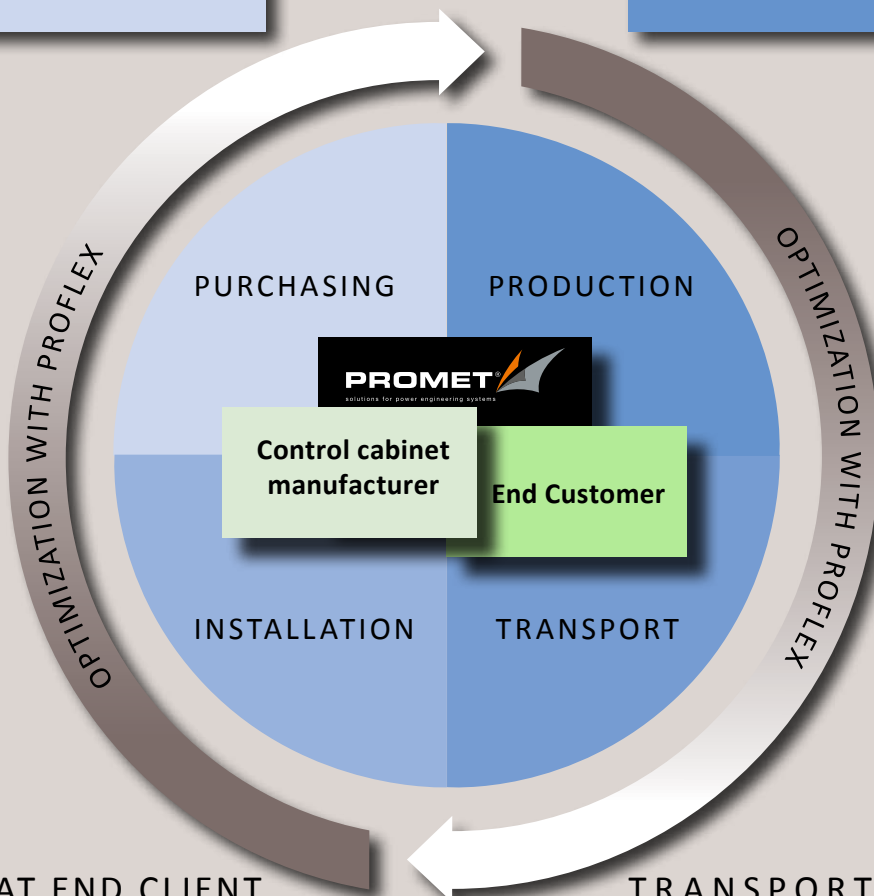 OPTIMIZATION WITH PROFLEX
OPTIMIZATION WITH PROFLEX
PURCHASING
PRODUCTION
PROMET®
solutions for power engineering systems
Control cabinet
manufacturer
End Customer
INSTALLATION
TRANSPORT
AT END CLIENT
TRANSPORT